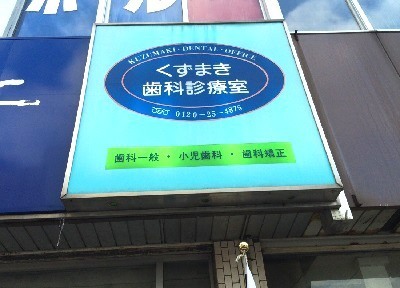 KUZUMAKI・DENTAL・OFFICE
くずまき
歯科診療室
0120-25-4875
歯科一般・小児歯科・歯科矯正